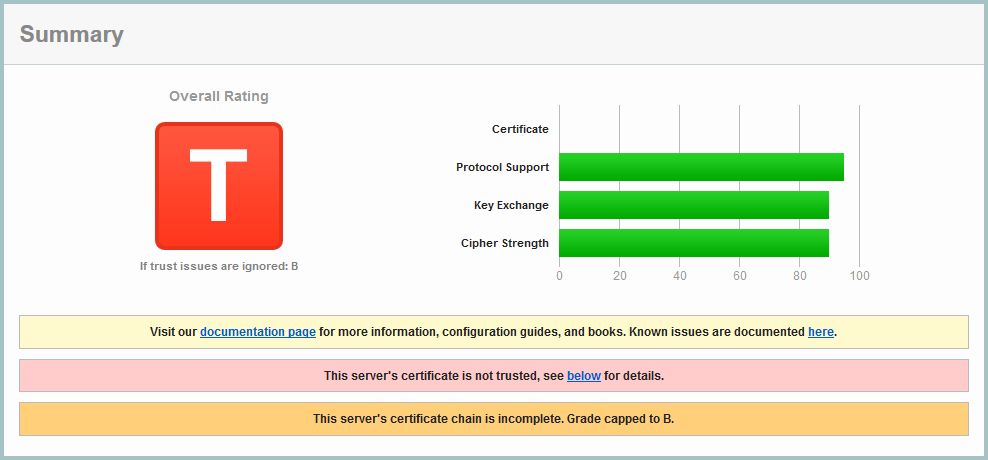 Summary
Overall Rating
T
If trust issues are ignored: B
Certificate
Protocol Support
Key Exchange
Cipher Strength
0 20 40 60 80 100
Visit our documentation page for more information, configuration guides, and books. Known issues are documented here.
This server's certificate is not trusted, see below for details.
This server's certificate chain is incomplete. Grade capped to B.